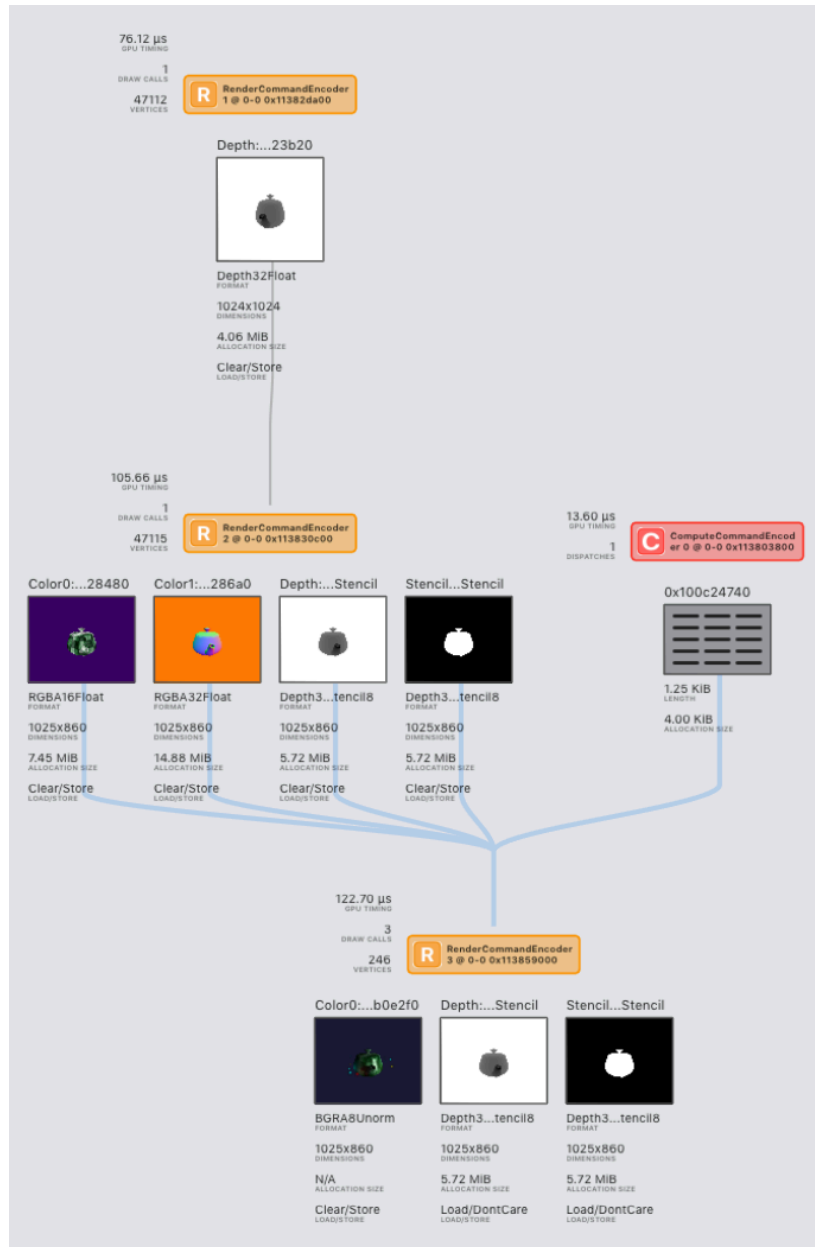 76.12 µs
GPU TIMING
1
DRAW CALLS
47112
VERTICES
R
RenderCommandEncoder
1 @ 0-0 0x11382da00
Depth:...23b20
Depth32Float
FORMAT
1024x1024
DIMENSIONS
4.06 MiB
ALLOCATION SIZE
Clear/Store
LOAD/STORE
105.66 µs
GPU TIMING
1
DRAW CALLS
47115
VERTICES
R
RenderCommandEncoder
2 @ 0-0 0x113830c00
13.60 µs
GPU TIMING
1
DISPATCHES
C
ComputeCommandEncod
er 0 @ 0-0 0x113803800
Color0:...28480
RGBA16Float
FORMAT
1025x860
DIMENSIONS
7.45 MiB
ALLOCATION SIZE
Clear/Store
LOAD/STORE
Color1:...286a0
RGBA32Float
FORMAT
1025x860
DIMENSIONS
14.88 MiB
ALLOCATION SIZE
Clear/Store
LOAD/STORE
Depth:...Stencil
Depth3...tencil8
FORMAT
1025x860
DIMENSIONS
5.72 MiB
ALLOCATION SIZE
Clear/Store
LOAD/STORE
Stencil...Stencil
Depth3...tencil8
FORMAT
1025x860
DIMENSIONS
5.72 MiB
ALLOCATION SIZE
Clear/Store
LOAD/STORE
0x100c24740
1.25 KiB
LENGTH
4.00 KiB
ALLOCATION SIZE
122.70 µs
GPU TIMING
3
DRAW CALLS
246
VERTICES
R
RenderCommandEncoder
3 @ 0-0 0x113859000
Color0:...b0e2f0
BGRA8Unorm
FORMAT
1025x860
DIMENSIONS
N/A
ALLOCATION SIZE
Clear/Store
LOAD/STORE
Depth:...Stencil
Depth3...tencil8
FORMAT
1025x860
DIMENSIONS
5.72 MiB
ALLOCATION SIZE
Load/DontCare
LOAD/STORE
Stencil...Stencil
Depth3...tencil8
FORMAT
1025x860
DIMENSIONS
5.72 MiB
ALLOCATION SIZE
Load/DontCare
LOAD/STORE